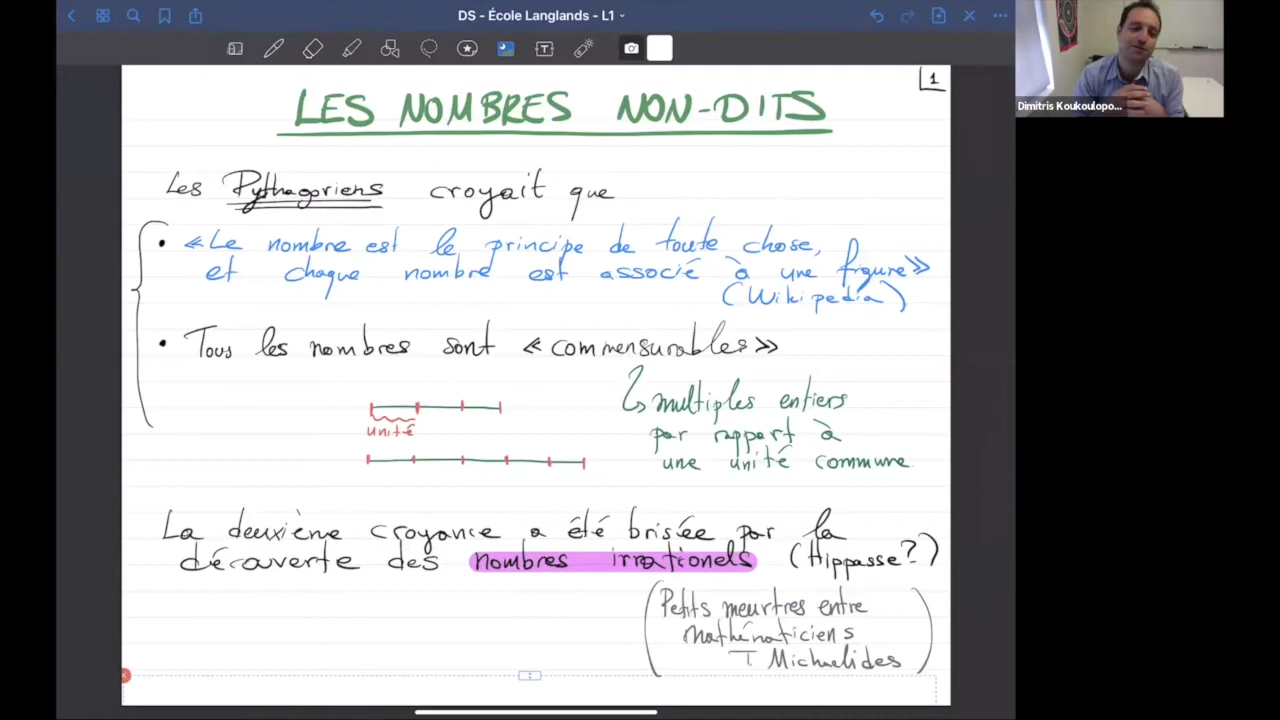 DS - École Langlands - L1
1
LES NOMBRES NON-DITS
Les Pythagoriens croyait que
• «Le nombre est le principe de toute chose,
et chaque nombre est associé à une figure»
(Wikipedia)
• Tous les nombres sont «commensurables»
multiples entiers
par rapport à
une unité commune
unité
La deuxième croyance a été brisée par la
découverte des nombres irrationels (Hippasse?)
(Petits meurtres entre
mathématiciens
T. Michaelides)
Dimitris Koukoulopo...